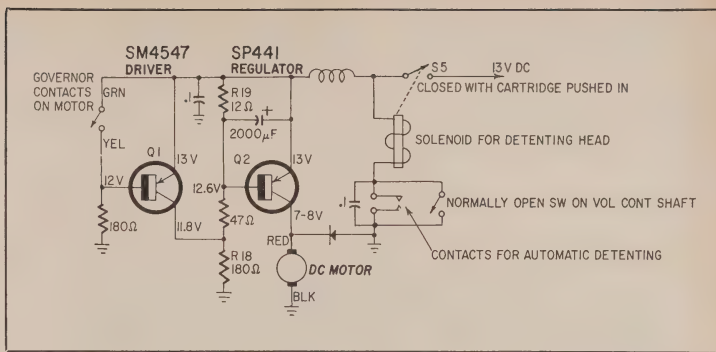 SM4547
DRIVER
SP441
REGULATOR
GOVERNOR
CONTACTS
ON MOTOR
GRN
YEL
.1
R19
12Ω
+
2000μF
S5
13V DC
CLOSED WITH CARTRIDGE PUSHED IN
SOLENOID FOR DETENTING HEAD
Q1
13V
12V
11.8V
180Ω
Q2
13V
12.6V
7-8V
47Ω
R18
180Ω
RED
DC MOTOR
BLK
.1
NORMALLY OPEN SW ON VOL CONT SHAFT
CONTACTS FOR AUTOMATIC DETENTING